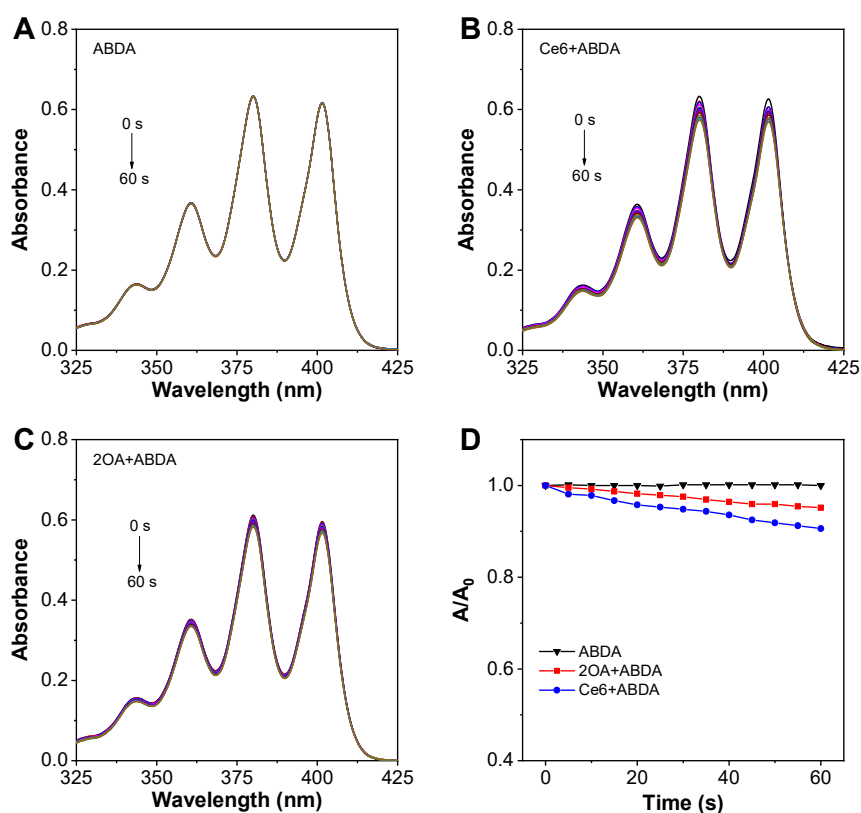 A
ABDA
0 s
60 s
0.8
0.6
0.4
0.2
0.0
Absorbance
325
350
375
400
425
Wavelength (nm)
B
Ce6+ABDA
0 s
60 s
0.8
0.6
0.4
0.2
0.0
Absorbance
325
350
375
400
425
Wavelength (nm)
C
2OA+ABDA
0 s
60 s
0.8
0.6
0.4
0.2
0.0
Absorbance
325
350
375
400
425
Wavelength (nm)
D
1.0
0.8
0.6
0.4
A/A₀
ABDA
2OA+ABDA
Ce6+ABDA
0
20
40
60
Time (s)